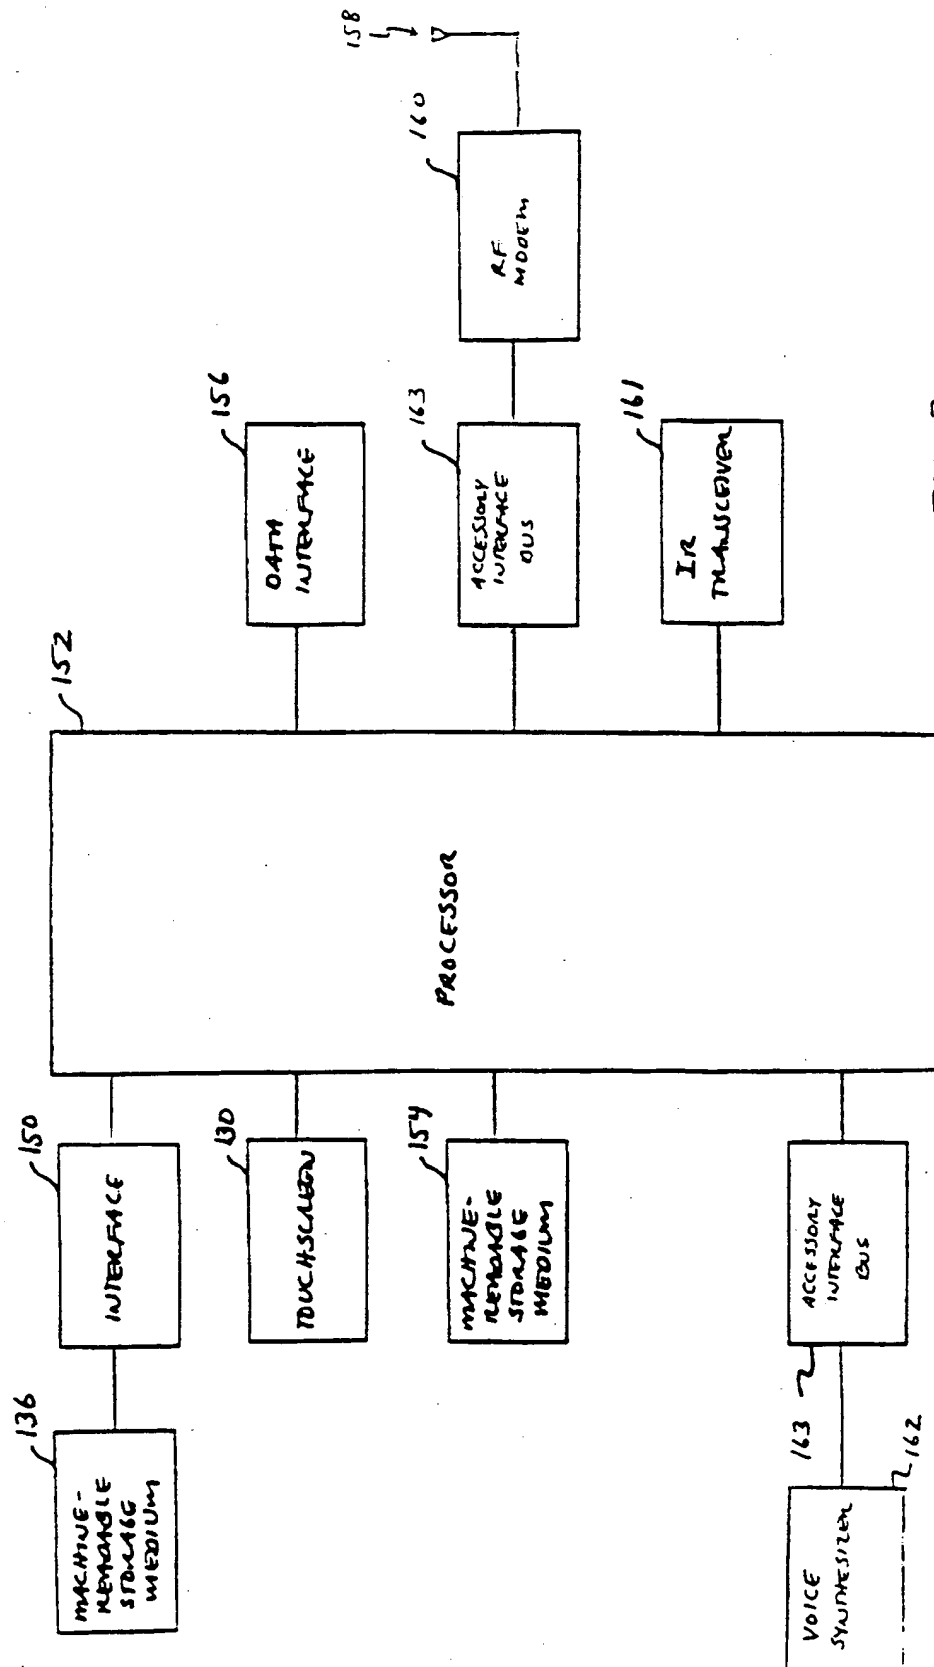 136
MACHINE-
READABLE
STORAGE
MEDIUM
150
INTERFACE
130
TOUCHSCREEN
154
MACHINE-
READABLE
STORAGE
MEDIUM
163
ACCESSORY
INTERFACE
BUS
162
VOICE
SYNTHESIZER
152
PROCESSOR
156
DATA
INTERFACE
163
ACCESSORY
INTERFACE
BUS
161
IR
TRANSCEIVER
160
RF
MODEM
158